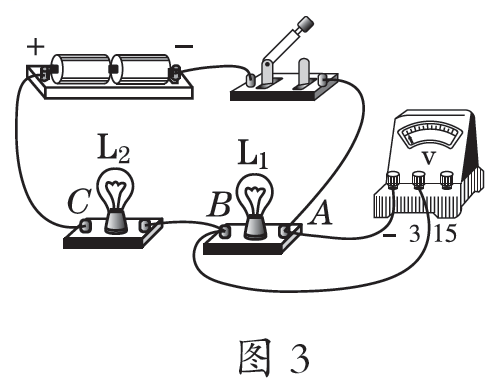 + −
L₂ L₁
V
C B A
− 3 15
图 3